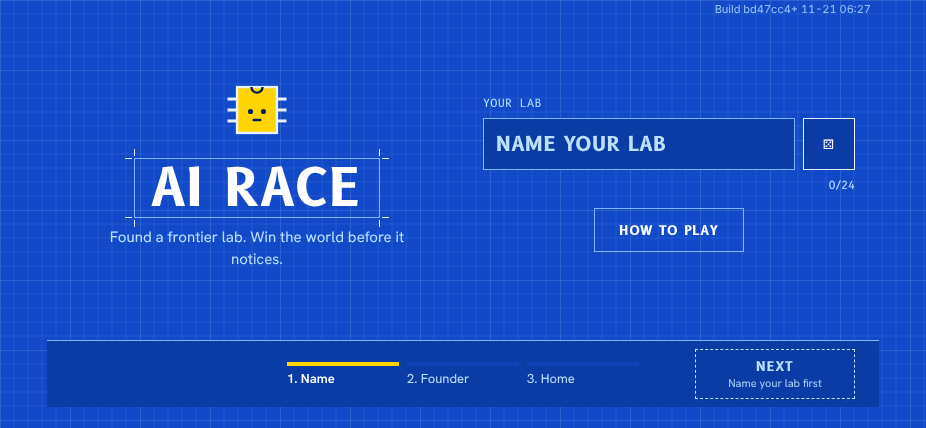 Build bd47cc4+ 11-21 06:27
AI RACE
Found a frontier lab. Win the world before it
notices.
YOUR LAB
NAME YOUR LAB
0/24
HOW TO PLAY
1. Name
2. Founder
3. Home
NEXT
Name your lab first